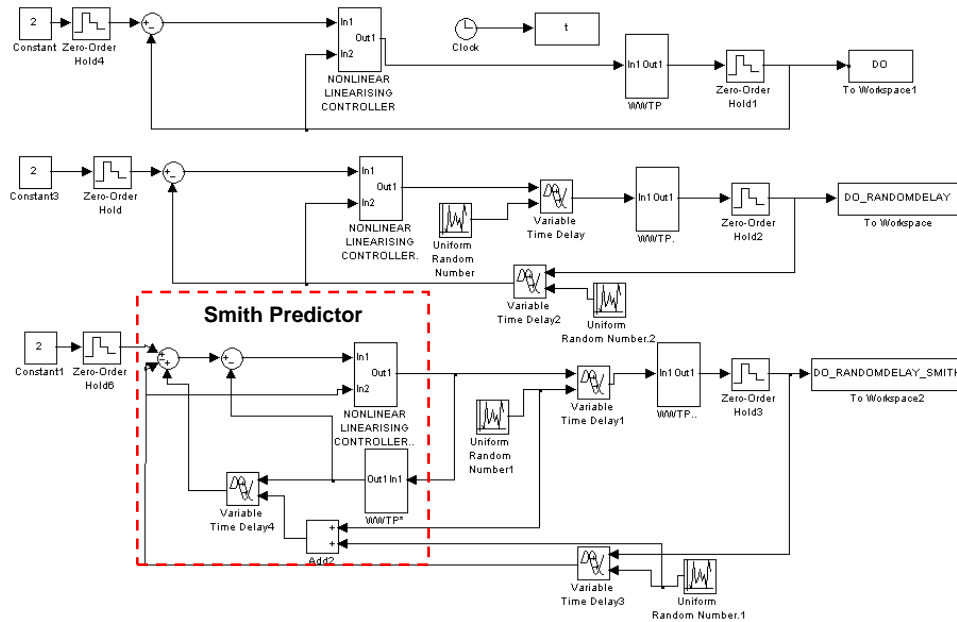 2
Constant
Zero-Order
Hold4
+
−
In1
In2
Out1
NONLINEAR
LINEARISING
CONTROLLER
Clock
t
In1 Out1
WWTP
Zero-Order
Hold1
DO
To Workspace1
2
Constant3
Zero-Order
Hold
+
−
In1
In2
Out1
NONLINEAR
LINEARISING
CONTROLLER.
Uniform
Random
Number
Variable
Time Delay
In1 Out1
WWTP.
Zero-Order
Hold2
DO_RANDOMDELAY
To Workspace
Variable
Time Delay2
Uniform
Random Number.2
Smith Predictor
2
Constant1
Zero-Order
Hold6
+
−
+
+
−
In1
In2
Out1
NONLINEAR
LINEARISING
CONTROLLER..
Uniform
Random
Number1
Variable
Time Delay1
In1 Out1
WWTP..
Zero-Order
Hold3
DO_RANDOMDELAY_SMITH
To Workspace2
Out1 In1
WWTP*
Variable
Time Delay4
+
+
Add2
Variable
Time Delay3
Uniform
Random Number.1